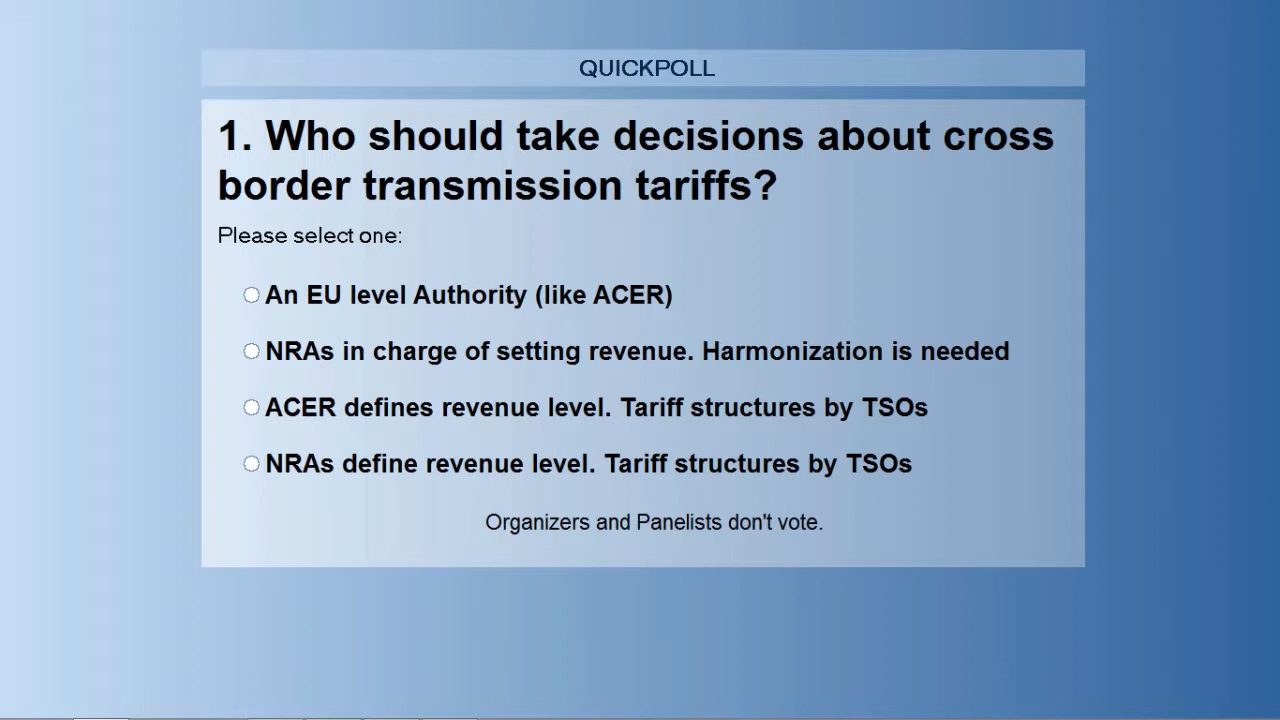 QUICKPOLL
1. Who should take decisions about cross
border transmission tariffs?
Please select one:
An EU level Authority (like ACER)
NRAs in charge of setting revenue. Harmonization is needed
ACER defines revenue level. Tariff structures by TSOs
NRAs define revenue level. Tariff structures by TSOs
Organizers and Panelists don't vote.